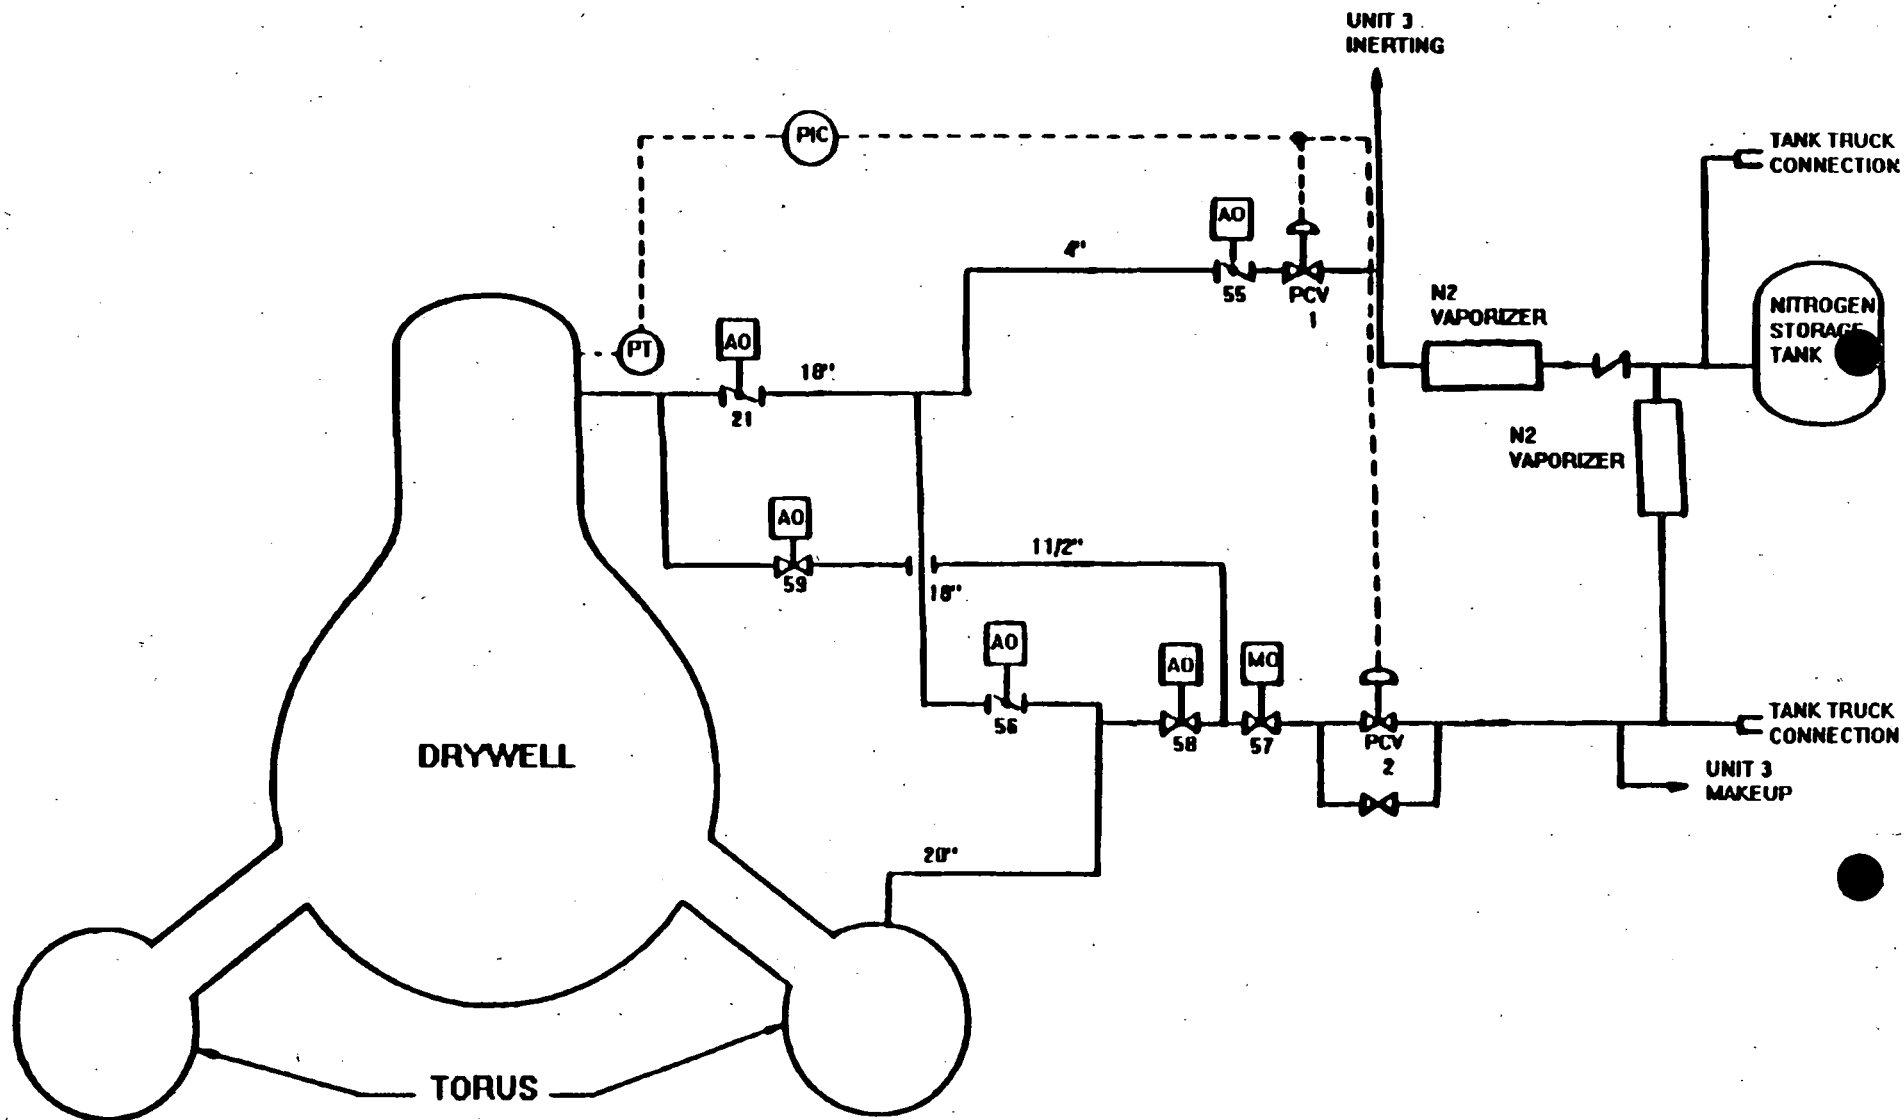 UNIT 3
INERTING
PIC
TANK TRUCK
CONNECTION
AO
4"
55
PCV
1
N2
VAPORIZER
NITROGEN
STORAGE
TANK
PT
AO
18"
21
N2
VAPORIZER
AO
59
11/2"
18"
AO
56
AO
58
MO
57
PCV
2
TANK TRUCK
CONNECTION
UNIT 3
MAKEUP
DRYWELL
20"
TORUS